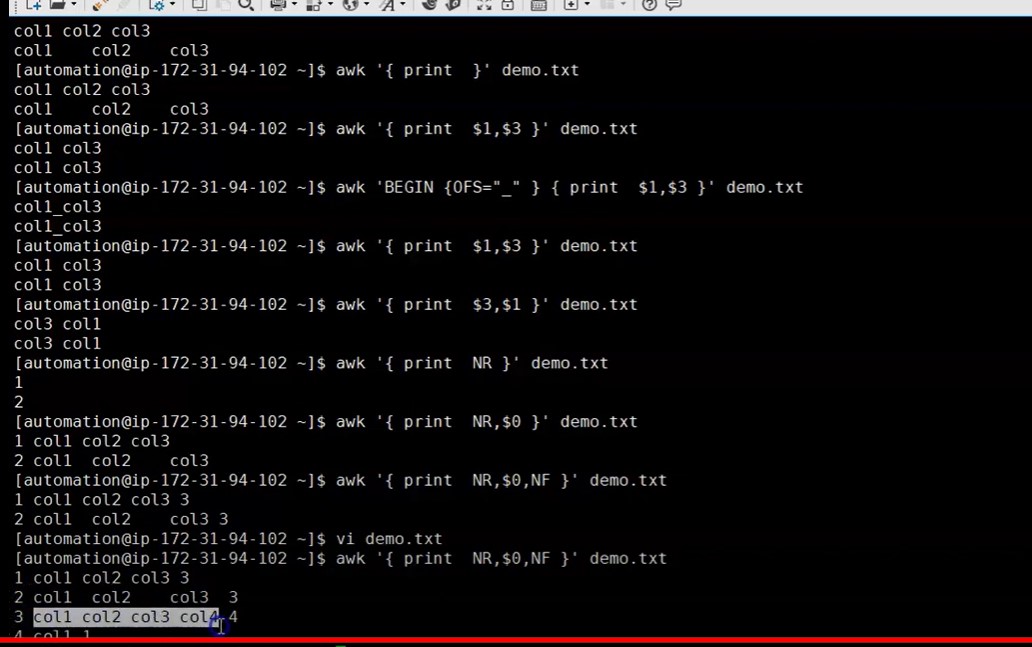 col1 col2 col3
col1    col2    col3
[automation@ip-172-31-94-102 ~]$ awk '{ print  }' demo.txt
col1 col2 col3
col1    col2    col3
[automation@ip-172-31-94-102 ~]$ awk '{ print  $1,$3 }' demo.txt
col1 col3
col1 col3
[automation@ip-172-31-94-102 ~]$ awk 'BEGIN {OFS="_" } { print  $1,$3 }' demo.txt
col1_col3
col1_col3
[automation@ip-172-31-94-102 ~]$ awk '{ print  $1,$3 }' demo.txt
col1 col3
col1 col3
[automation@ip-172-31-94-102 ~]$ awk '{ print  $3,$1 }' demo.txt
col3 col1
col3 col1
[automation@ip-172-31-94-102 ~]$ awk '{ print  NR }' demo.txt
1
2
[automation@ip-172-31-94-102 ~]$ awk '{ print  NR,$0 }' demo.txt
1 col1 col2 col3
2 col1  col2    col3
[automation@ip-172-31-94-102 ~]$ awk '{ print  NR,$0,NF }' demo.txt
1 col1 col2 col3 3
2 col1  col2    col3 3
[automation@ip-172-31-94-102 ~]$ vi demo.txt
[automation@ip-172-31-94-102 ~]$ awk '{ print  NR,$0,NF }' demo.txt
1 col1 col2 col3 3
2 col1  col2    col3  3
3 col1 col2 col3 col4 4
4 col1 1